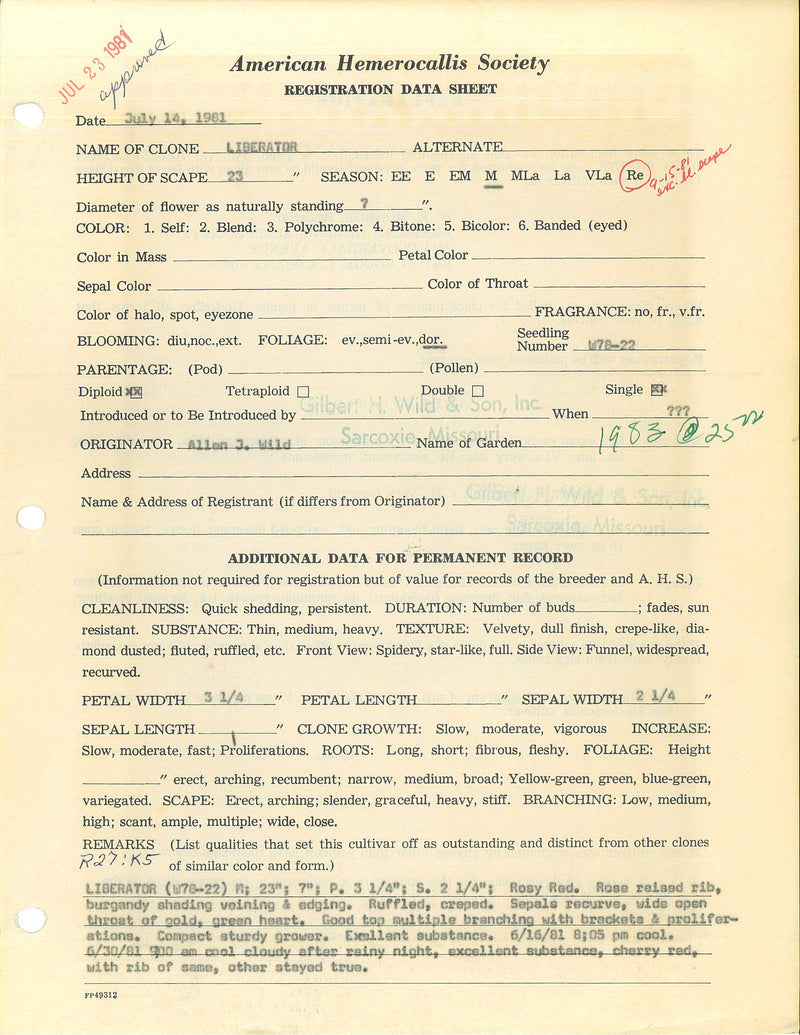 JUL 23 1981
approved
American Hemerocallis Society
REGISTRATION DATA SHEET
Date July 14, 1981
NAME OF CLONE LIBERATOR ALTERNATE
HEIGHT OF SCAPE 23 " SEASON: EE E EM M MLa La VLa Re
9-15-81
exc. bl. scape
Diameter of flower as naturally standing 7 ".
COLOR: 1. Self: 2. Blend: 3. Polychrome: 4. Bitone: 5. Bicolor: 6. Banded (eyed)
Color in Mass Petal Color
Sepal Color Color of Throat
Color of halo, spot, eyezone FRAGRANCE: no, fr., v.fr.
BLOOMING: diu,noc.,ext. FOLIAGE: ev.,semi-ev.,dor. Seedling
Number W78-22
PARENTAGE: (Pod) (Pollen)
Diploid Tetraploid Double Single
Gilbert H. Wild & Son, Inc.
Introduced or to Be Introduced by When ???
Sarcoxie, Missouri
1983 @ 25.00
ORIGINATOR Allen J. Wild Name of Garden
Address
Name & Address of Registrant (if differs from Originator)
ADDITIONAL DATA FOR PERMANENT RECORD
(Information not required for registration but of value for records of the breeder and A. H. S.)
CLEANLINESS: Quick shedding, persistent. DURATION: Number of buds ; fades, sun
resistant. SUBSTANCE: Thin, medium, heavy. TEXTURE: Velvety, dull finish, crepe-like, dia-
mond dusted; fluted, ruffled, etc. Front View: Spidery, star-like, full. Side View: Funnel, widespread,
recurved.
PETAL WIDTH 3 1/4 " PETAL LENGTH " SEPAL WIDTH 2 1/4 "
SEPAL LENGTH " CLONE GROWTH: Slow, moderate, vigorous INCREASE:
Slow, moderate, fast; Proliferations. ROOTS: Long, short; fibrous, fleshy. FOLIAGE: Height
" erect, arching, recumbent; narrow, medium, broad; Yellow-green, green, blue-green,
variegated. SCAPE: Erect, arching; slender, graceful, heavy, stiff. BRANCHING: Low, medium,
high; scant, ample, multiple; wide, close.
REMARKS (List qualities that set this cultivar off as outstanding and distinct from other clones
R27:K5 of similar color and form.)
LIBERATOR (W78-22) M; 23"; 7"; P. 3 1/4"; S. 2 1/4"; Rosy Red. Rose raised rib,
burgandy shading veining & edging. Ruffled, creped. Sepals recurve, wide open
throat of gold, green heart. Good top multiple branching with brackets & prolifer-
ations. Compact sturdy grower. Exellent substance. 6/16/81 8;05 pm cool.
6/30/81 900 am cool cloudy after rainy night, excellent substance, cherry red,
with rib of same, other stayed true.
FP49312